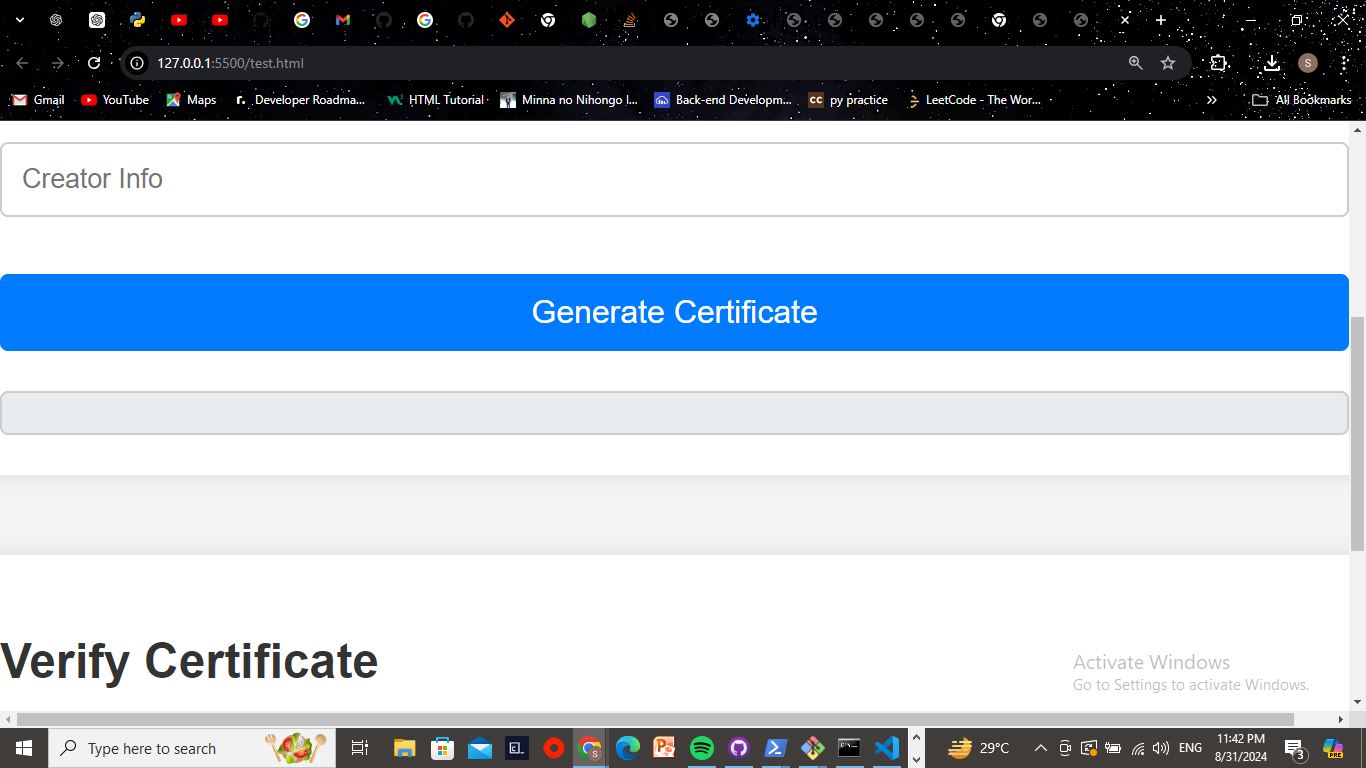 127.0.0.1:5500/test.html
S
Gmail
YouTube
Maps
r.
Developer Roadma...
HTML Tutorial
Minna no Nihongo I...
Back-end Developm...
CC
py practice
LeetCode - The Wor...
»
All Bookmarks
Creator Info
Generate Certificate
Verify Certificate
Activate Windows
Go to Settings to activate Windows.
Type here to search
S
29°C
ENG
11:42 PM
8/31/2024
3
PRE